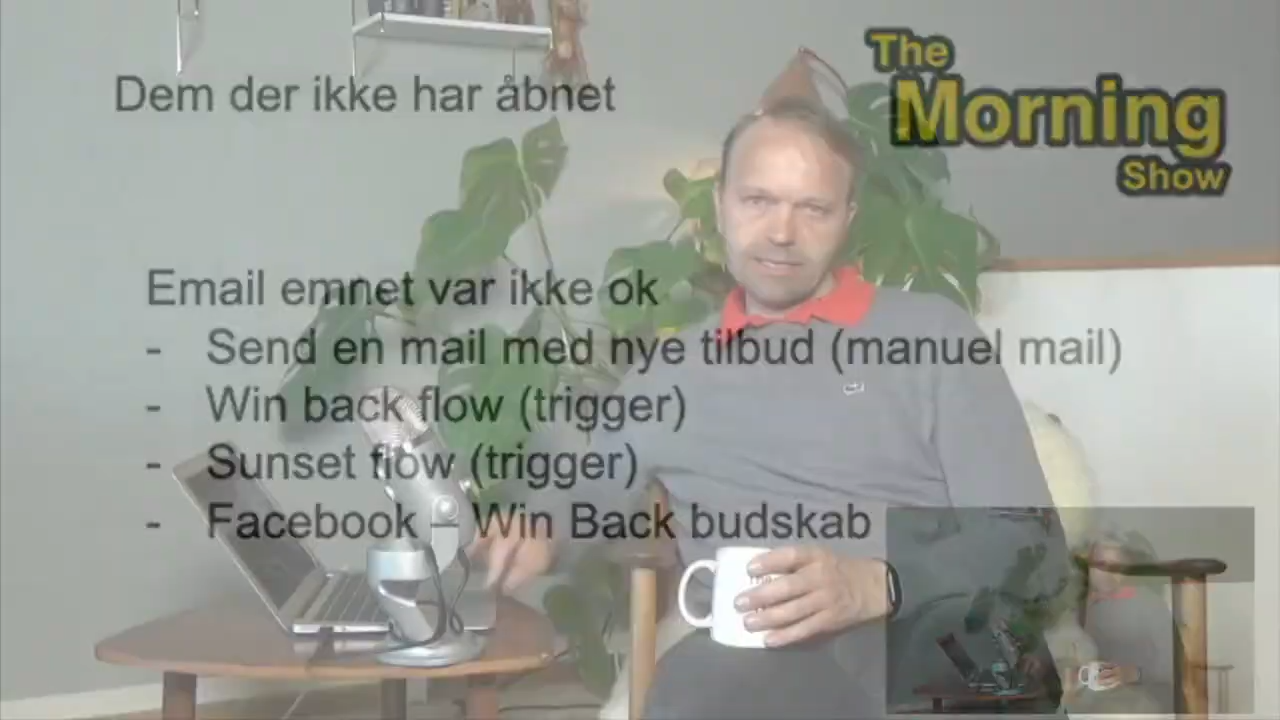 The
Morning
Show
Dem der ikke har åbnet
Email emnet var ikke ok
- Send en mail med nye tilbud (manuel mail)
- Win back flow (trigger)
- Sunset flow (trigger)
- Facebook – Win Back budskab